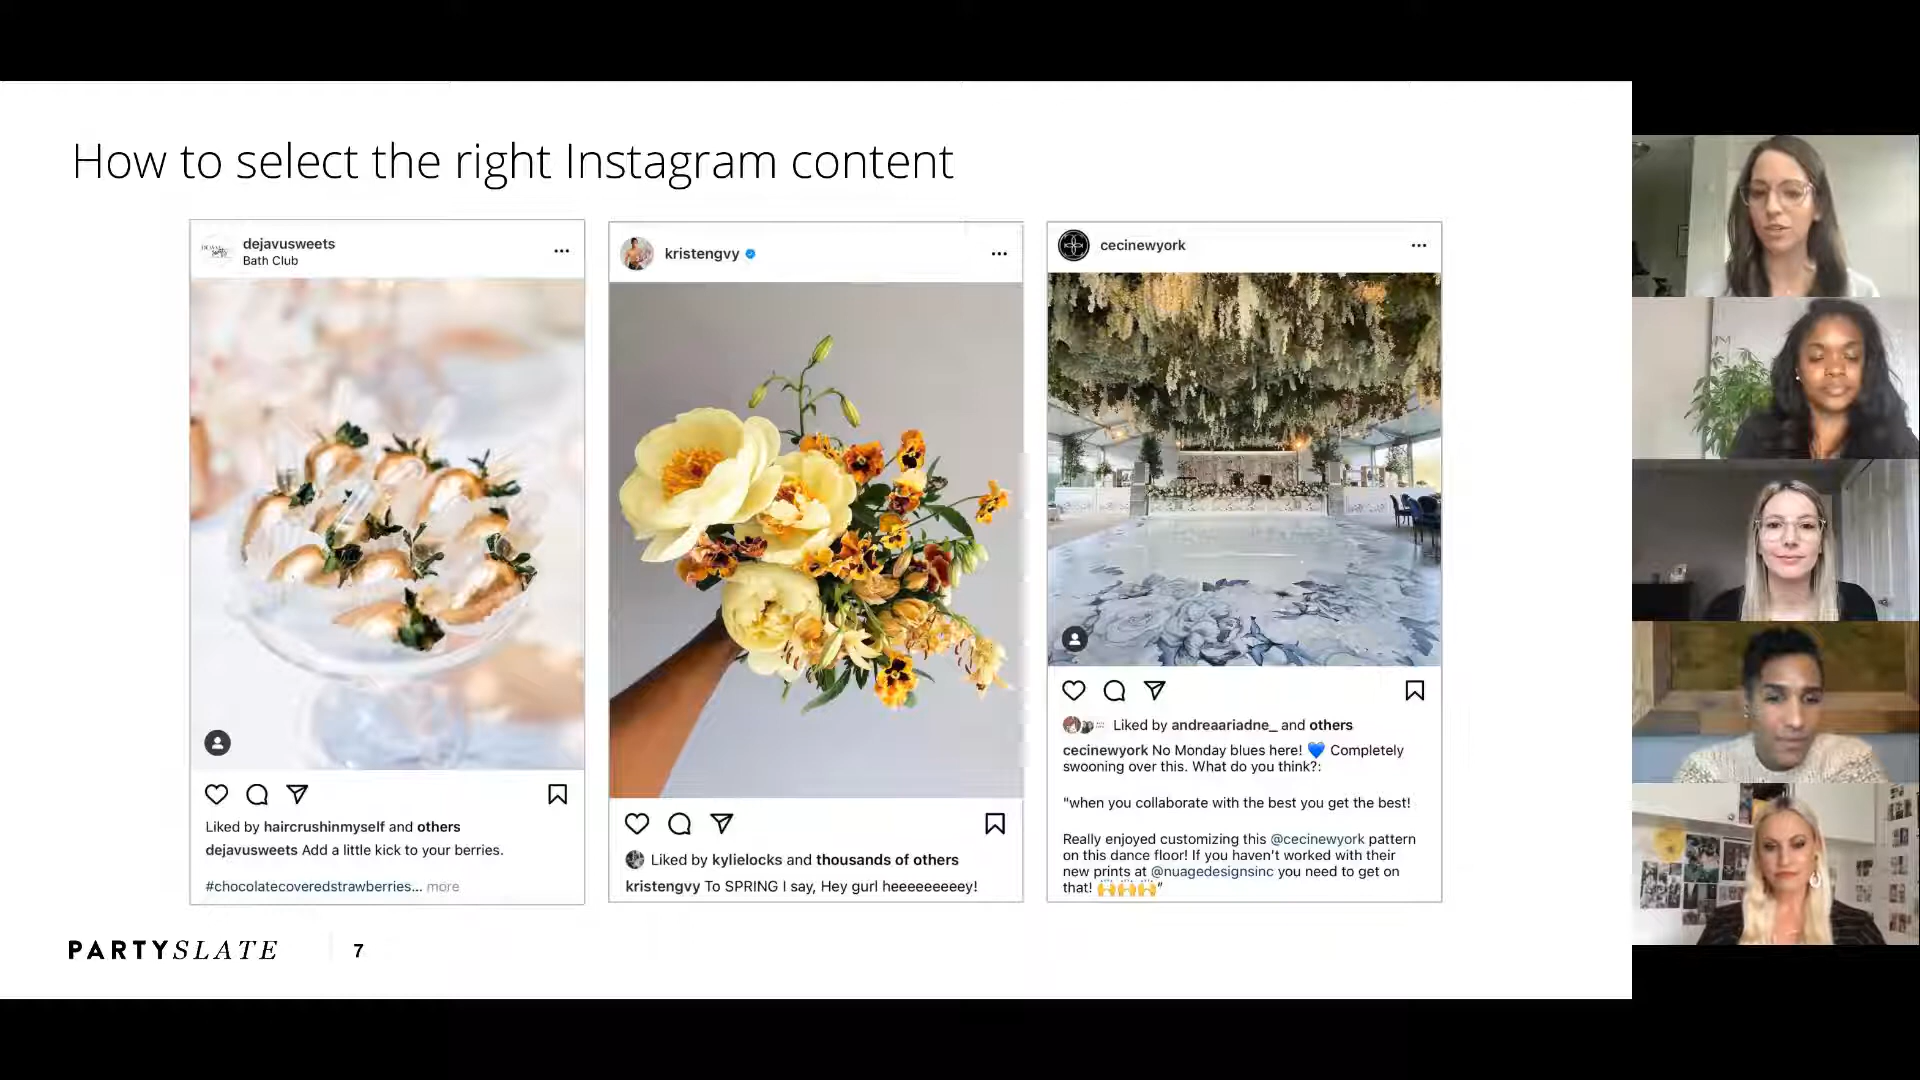 How to select the right Instagram content
dejavusweets
Bath Club
Liked by haircrushinmyself and others
dejavusweets Add a little kick to your berries.
#chocolatecoveredstrawberries... more
kristengvy
Liked by kylielocks and thousands of others
kristengvy To SPRING I say, Hey gurl heeeeeeeeey!
cecinewyork
Liked by andreaariadne_ and others
cecinewyork No Monday blues here! 💙 Completely
swooning over this. What do you think?:
"when you collaborate with the best you get the best!
Really enjoyed customizing this @cecinewyork pattern
on this dance floor! If you haven't worked with their
new prints at @nuagedesignsinc you need to get on
that! 🙌🙌🙌"
PARTYSLATE
7